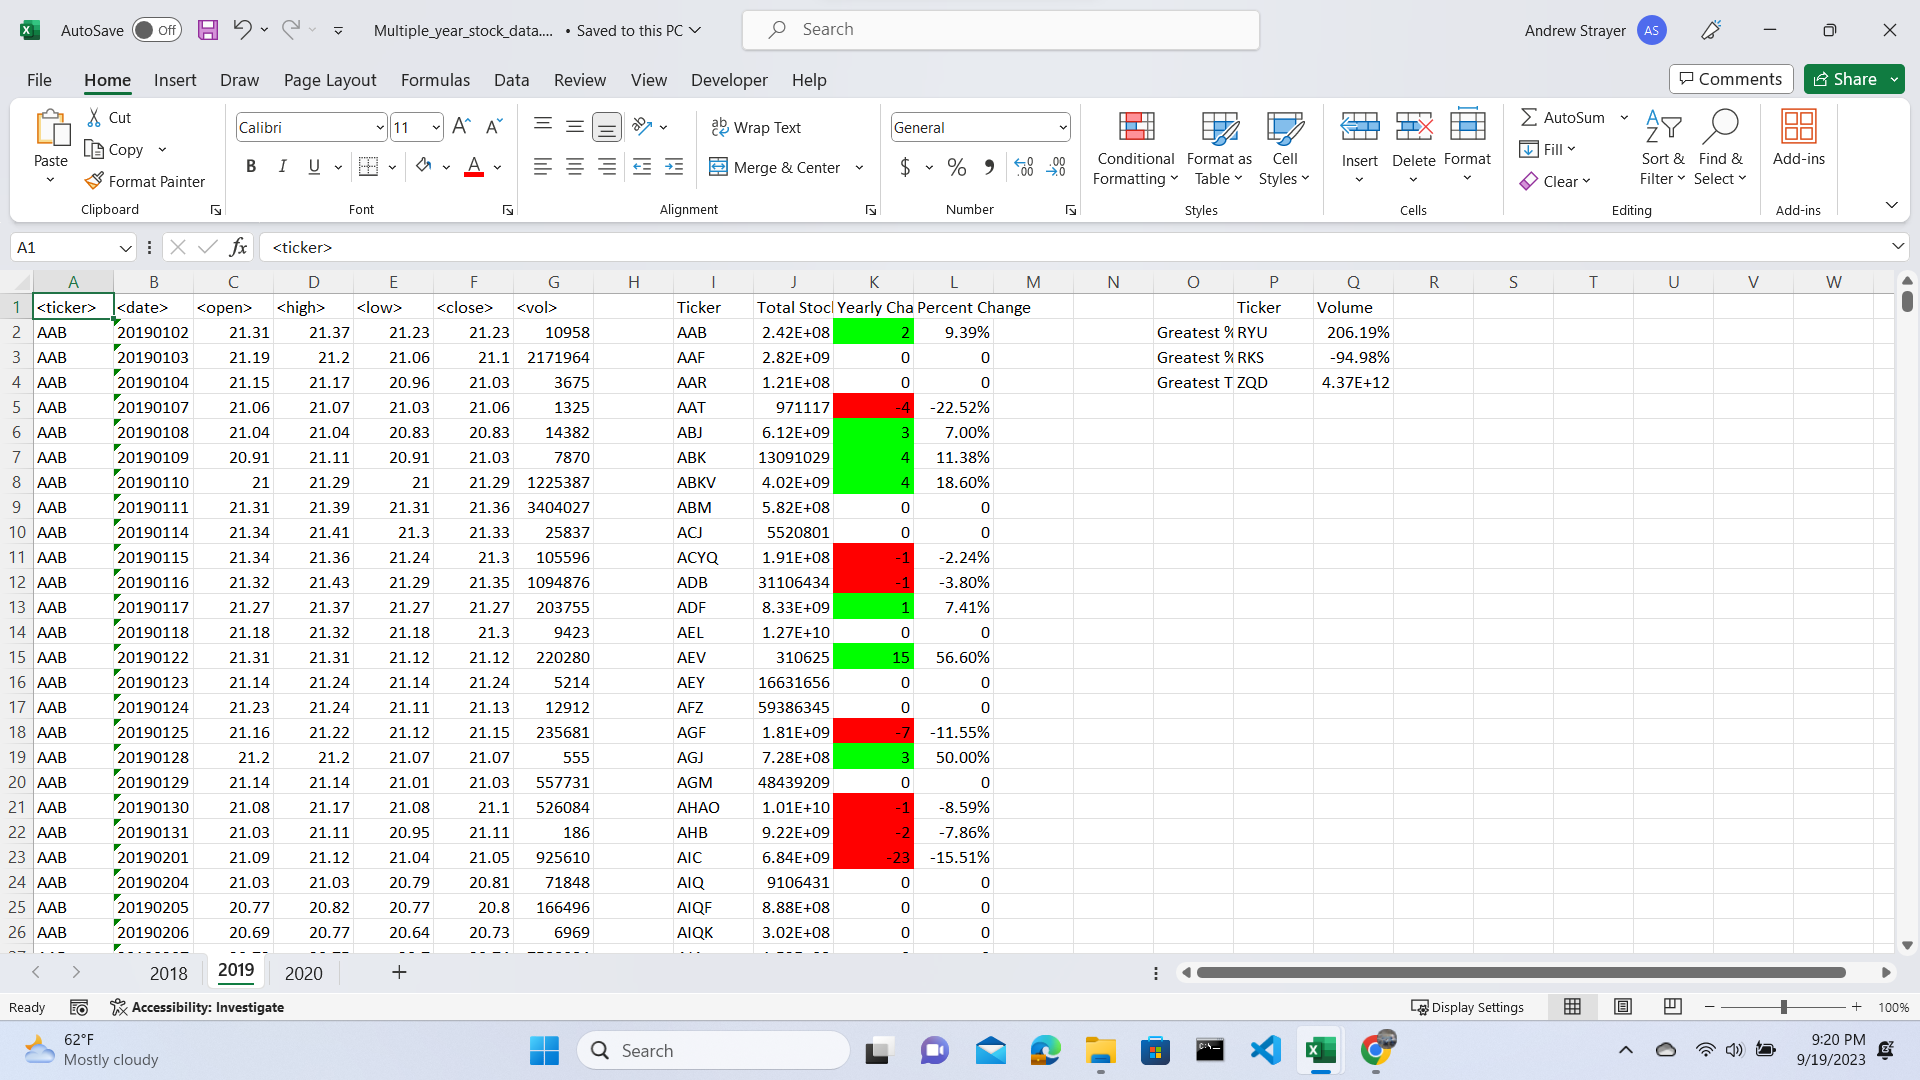 AutoSave Off Multiple_year_stock_data.... • Saved to this PC Search Andrew Strayer AS
File Home Insert Draw Page Layout Formulas Data Review View Developer Help Comments Share
Paste Cut Copy Format Painter Clipboard
Calibri 11 B I U A Font
Wrap Text Merge & Center Alignment
General $ % Number
Conditional Formatting Format as Table Cell Styles Styles
Insert Delete Format Cells
AutoSum Fill Clear Sort & Filter Find & Select Editing
Add-ins Add-ins
A1 fx <ticker>
A B C D E F G H I J K L M N O P Q R S T U V W
1 <ticker> <date> <open> <high> <low> <close> <vol> Ticker Total Stoc Yearly Cha Percent Change Ticker Volume
2 AAB 20190102 21.31 21.37 21.23 21.23 10958 AAB 2.42E+08 2 9.39% Greatest % RYU 206.19%
3 AAB 20190103 21.19 21.2 21.06 21.1 2171964 AAF 2.82E+09 0 0 Greatest % RKS -94.98%
4 AAB 20190104 21.15 21.17 20.96 21.03 3675 AAR 1.21E+08 0 0 Greatest T ZQD 4.37E+12
5 AAB 20190107 21.06 21.07 21.03 21.06 1325 AAT 971117 -4 -22.52%
6 AAB 20190108 21.04 21.04 20.83 20.83 14382 ABJ 6.12E+09 3 7.00%
7 AAB 20190109 20.91 21.11 20.91 21.03 7870 ABK 13091029 4 11.38%
8 AAB 20190110 21 21.29 21 21.29 1225387 ABKV 4.02E+09 4 18.60%
9 AAB 20190111 21.31 21.39 21.31 21.36 3404027 ABM 5.82E+08 0 0
10 AAB 20190114 21.34 21.41 21.3 21.33 25837 ACJ 5520801 0 0
11 AAB 20190115 21.34 21.36 21.24 21.3 105596 ACYQ 1.91E+08 -1 -2.24%
12 AAB 20190116 21.32 21.43 21.29 21.35 1094876 ADB 31106434 -1 -3.80%
13 AAB 20190117 21.27 21.37 21.27 21.27 203755 ADF 8.33E+09 1 7.41%
14 AAB 20190118 21.18 21.32 21.18 21.3 9423 AEL 1.27E+10 0 0
15 AAB 20190122 21.31 21.31 21.12 21.12 220280 AEV 310625 15 56.60%
16 AAB 20190123 21.14 21.24 21.14 21.24 5214 AEY 16631656 0 0
17 AAB 20190124 21.23 21.24 21.11 21.13 12912 AFZ 59386345 0 0
18 AAB 20190125 21.16 21.22 21.12 21.15 235681 AGF 1.81E+09 -7 -11.55%
19 AAB 20190128 21.2 21.2 21.07 21.07 555 AGJ 7.28E+08 3 50.00%
20 AAB 20190129 21.14 21.14 21.01 21.03 557731 AGM 48439209 0 0
21 AAB 20190130 21.08 21.17 21.08 21.1 526084 AHAO 1.01E+10 -1 -8.59%
22 AAB 20190131 21.03 21.11 20.95 21.11 186 AHB 9.22E+09 -2 -7.86%
23 AAB 20190201 21.09 21.12 21.04 21.05 925610 AIC 6.84E+09 -23 -15.51%
24 AAB 20190204 21.03 21.03 20.79 20.81 71848 AIQ 9106431 0 0
25 AAB 20190205 20.77 20.82 20.77 20.8 166496 AIQF 8.88E+08 0 0
26 AAB 20190206 20.69 20.77 20.64 20.73 6969 AIQK 3.02E+08 0 0
2018 2019 2020 +
Ready Accessibility: Investigate Display Settings 100%
62°F Mostly cloudy Search 9:20 PM 9/19/2023